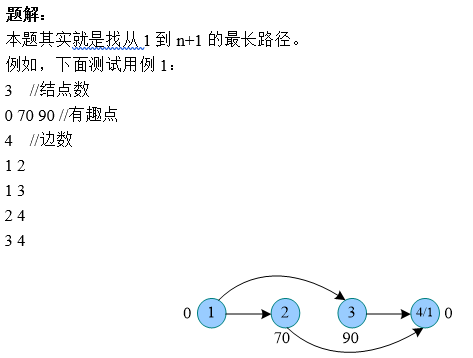 题解：
本题其实就是找从 1 到 n+1 的最长路径。
例如，下面测试用例 1：
3 //结点数
0 70 90 //有趣点
4 //边数
1 2
1 3
2 4
3 4
0 1 2 3 4/1 0
70 90